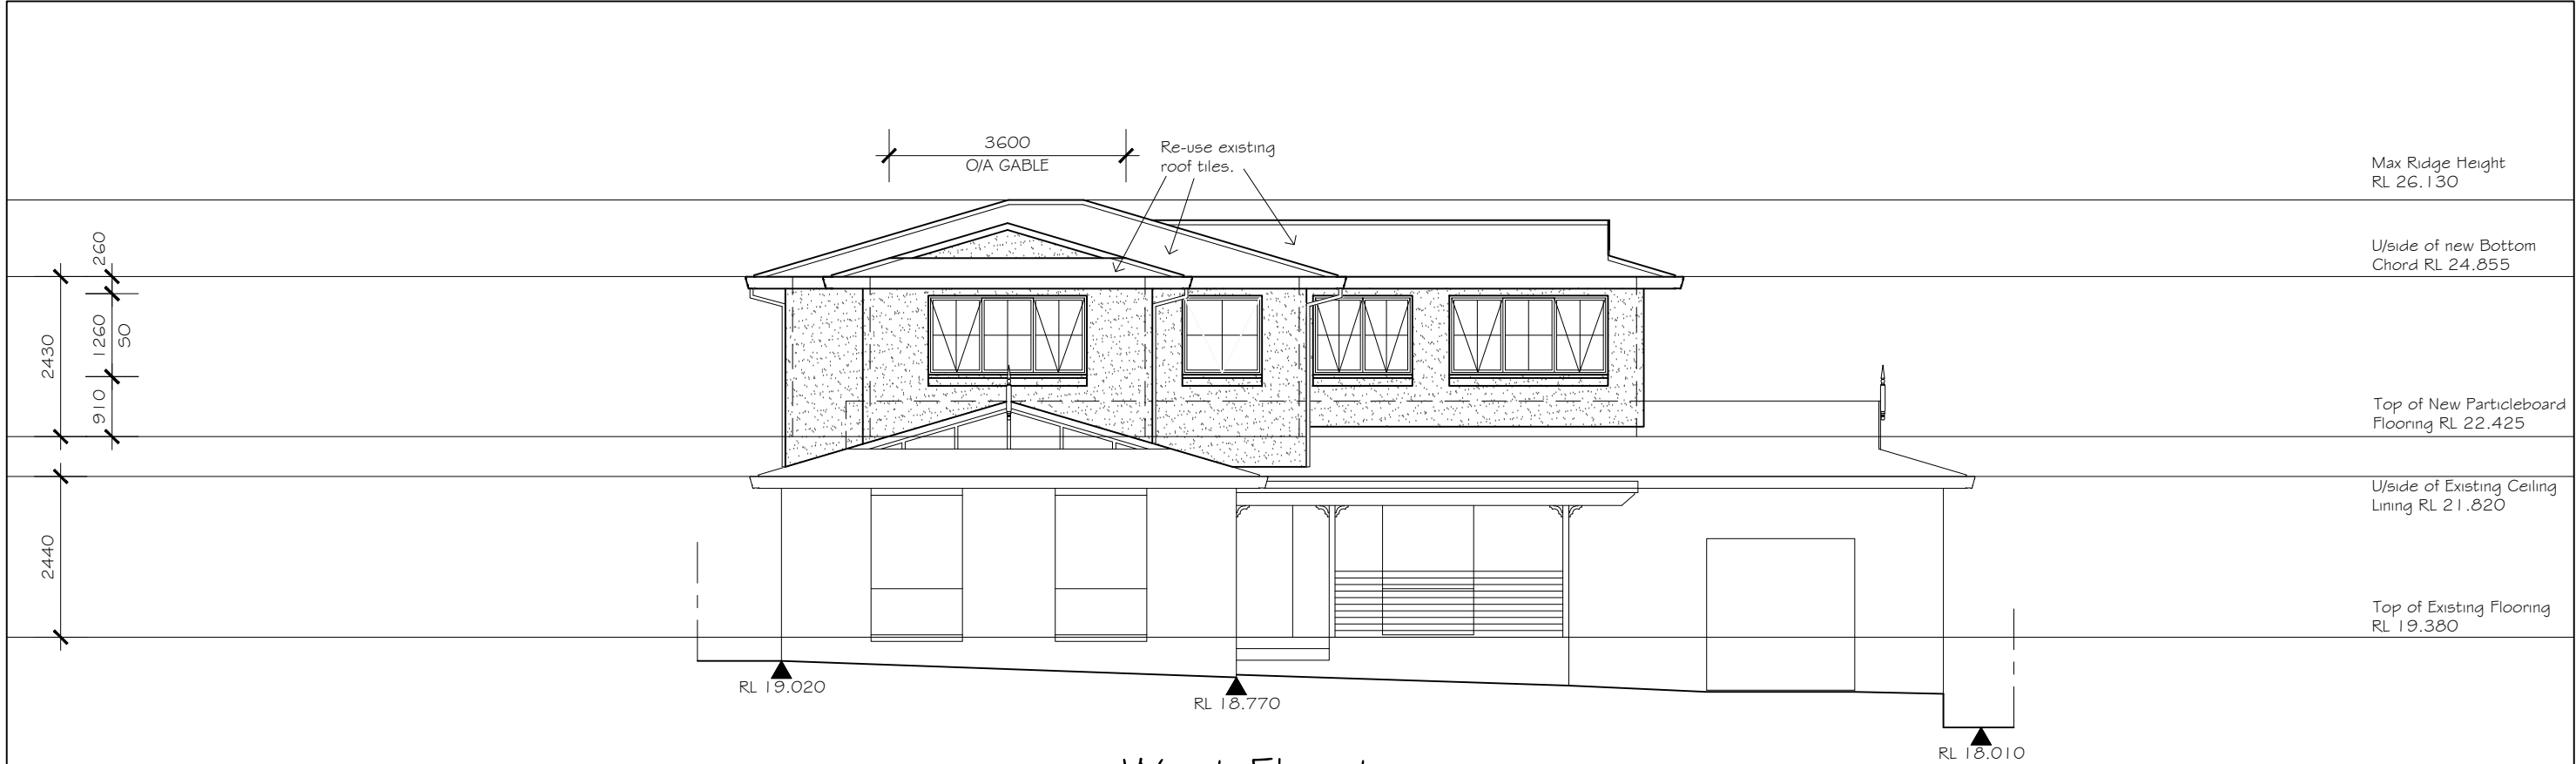 3600
O/A GABLE
Re-use existing
roof tiles.
Max Ridge Height
RL 26.130
U/side of new Bottom
Chord RL 24.855
Top of New Particleboard
Flooring RL 22.425
U/side of Existing Ceiling
Lining RL 21.820
Top of Existing Flooring
RL 19.380
260
1260
50
910
2430
2440
RL 19.020
RL 18.770
RL 18.010